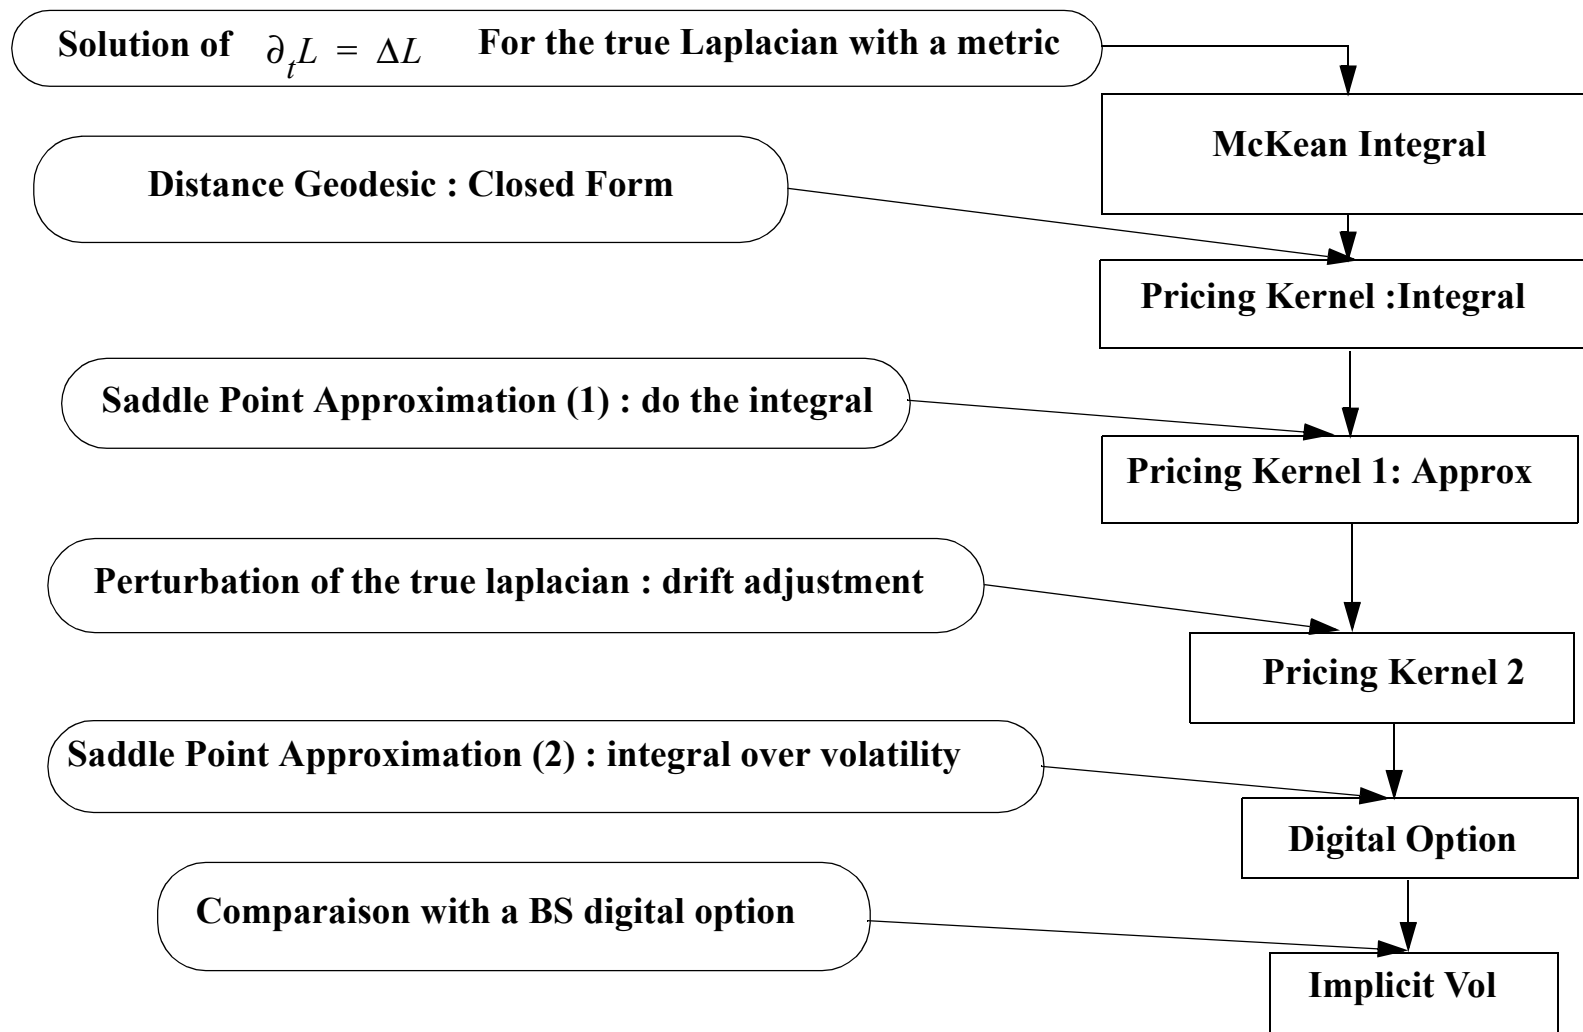 Solution of ∂_t L = ΔL For the true Laplacian with a metric
McKean Integral
Distance Geodesic : Closed Form
Pricing Kernel :Integral
Saddle Point Approximation (1) : do the integral
Pricing Kernel 1: Approx
Perturbation of the true laplacian : drift adjustment
Pricing Kernel 2
Saddle Point Approximation (2) : integral over volatility
Digital Option
Comparaison with a BS digital option
Implicit Vol